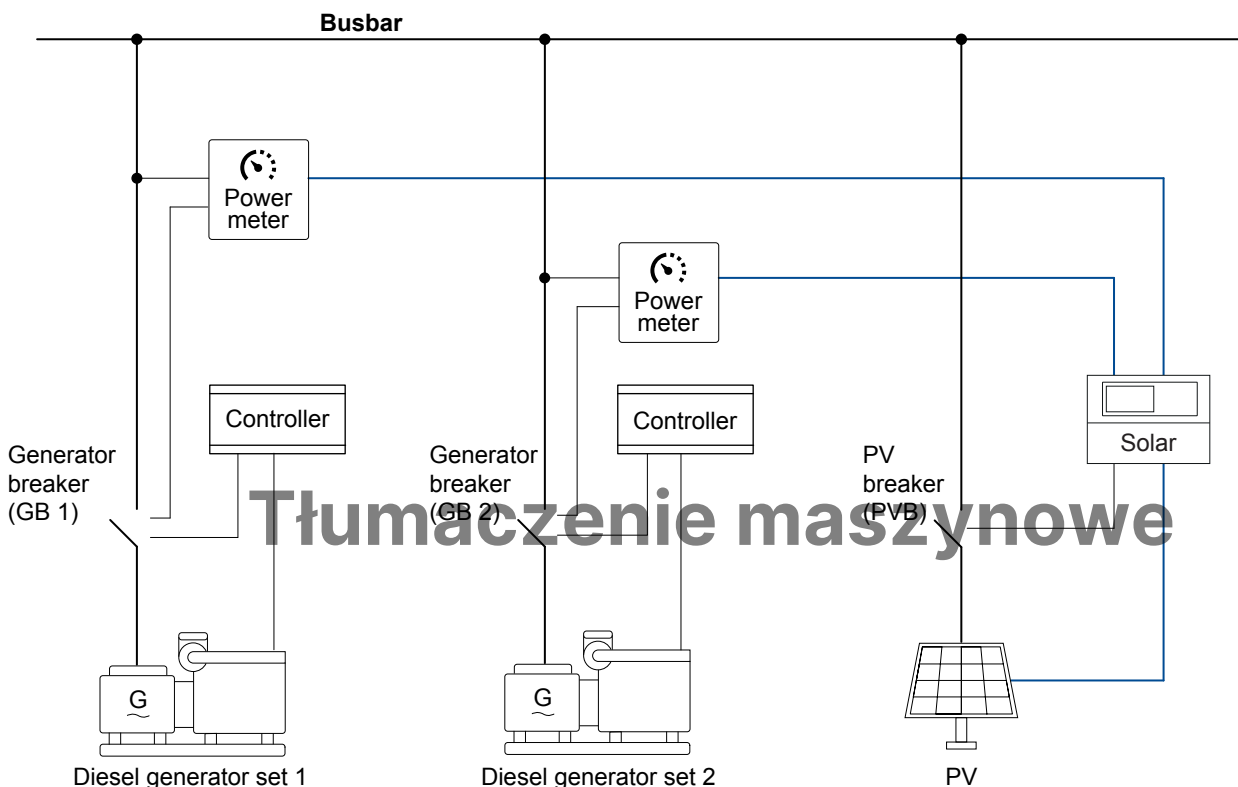 Busbar
Power
meter
Power
meter
Controller
Controller
Solar
Generator
breaker
(GB 1)
Generator
breaker
(GB 2)
PV
breaker
(PVB)
Tłumaczenie maszynowe
G
G
Diesel generator set 1
Diesel generator set 2
PV